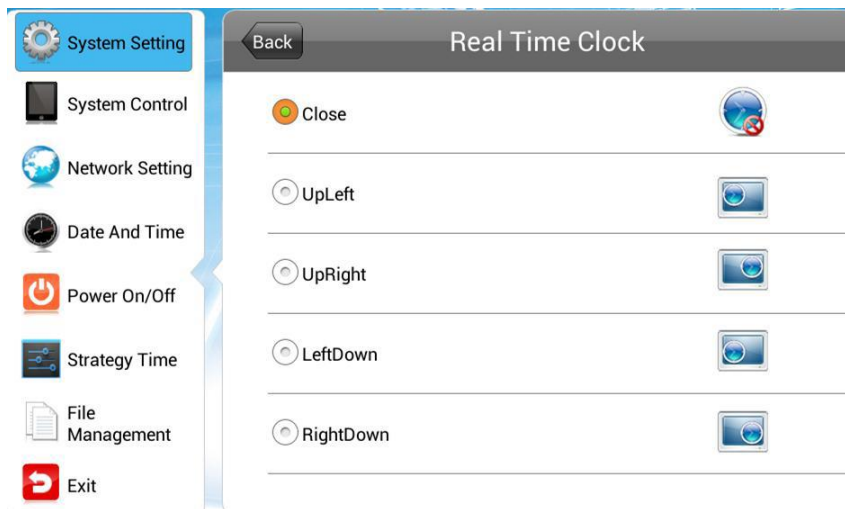 System Setting
System Control
Network Setting
Date And Time
Power On/Off
Strategy Time
File
Management
Exit
Back
Real Time Clock
Close
UpLeft
UpRight
LeftDown
RightDown